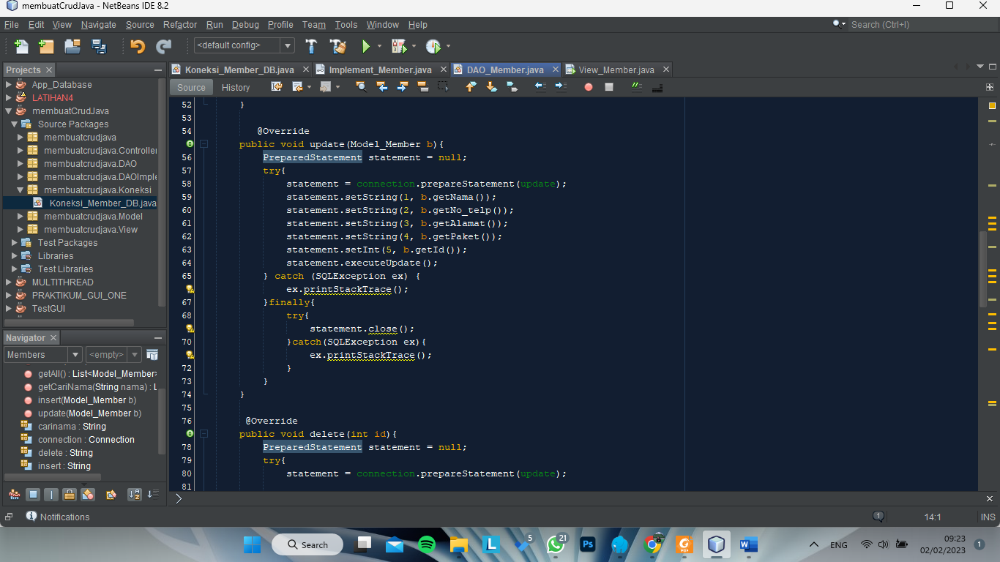 membuatCrudJava - NetBeans IDE 8.2
File Edit View Navigate Source Refactor Run Debug Profile Team Tools Window Help
Search (Ctrl+I)
<default config>
Projects
Koneksi_Member_DB.java Implement_Member.java DAO_Member.java View_Member.java
App_Database
LATIHAN4
membuatCrudJava
Source Packages
membuatcrudjava
membuatcrudjava.Controller
membuatcrudjava.DAO
membuatcrudjava.DAOImple
membuatcrudjava.Koneksi
Koneksi_Member_DB.java
membuatcrudjava.Model
membuatcrudjava.View
Test Packages
Libraries
Test Libraries
MULTITHREAD
PRAKTIKUM_GUI_ONE
TestGUI
Navigator
Members <empty>
getAll() : List<Model_Member>
getCariNama(String nama) : L
insert(Model_Member b)
update(Model_Member b)
carinama : String
connection : Connection
delete : String
insert : String
Source History
52 }
53
54 @Override
public void update(Model_Member b){
56 PreparedStatement statement = null;
57 try{
58 statement = connection.prepareStatement(update);
59 statement.setString(1, b.getNama());
60 statement.setString(2, b.getNo_telp());
61 statement.setString(3, b.getAlamat());
62 statement.setString(4, b.getPaket());
63 statement.setInt(5, b.getId());
64 statement.executeUpdate();
65 } catch (SQLException ex) {
ex.printStackTrace();
67 }finally{
68 try{
statement.close();
70 }catch(SQLException ex){
ex.printStackTrace();
72 }
73 }
74 }
75
76 @Override
public void delete(int id){
78 PreparedStatement statement = null;
79 try{
80 statement = connection.prepareStatement(update);
81
Notifications
1
14:1 INS
Search
L
5
21
Ps
PDF
W
ENG
09:23
02/02/2023
1